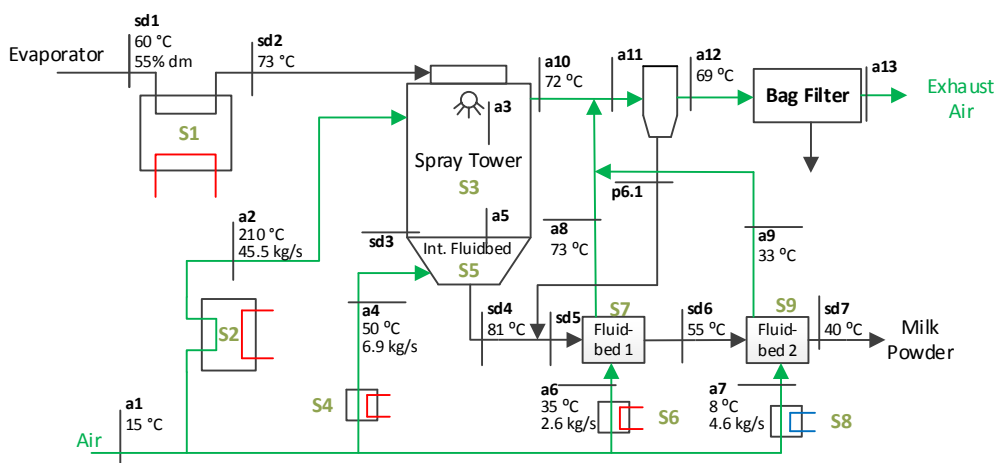 sd1
60 °C
55% dm
Evaporator
sd2
73 °C
S1
a3
Spray Tower
S3
a5
sd3
Int. Fluidbed
S5
a10
72 °C
a11
a12
69 °C
Bag Filter
a13
Exhaust
Air
p6.1
a2
210 °C
45.5 kg/s
S2
a8
73 °C
a9
33 °C
a4
50 °C
6.9 kg/s
S4
sd4
81 °C
sd5
S7
Fluid-
bed 1
sd6
55 °C
S9
Fluid-
bed 2
sd7
40 °C
Milk
Powder
a6
35 °C
2.6 kg/s
S6
a7
8 °C
4.6 kg/s
S8
a1
15 °C
Air